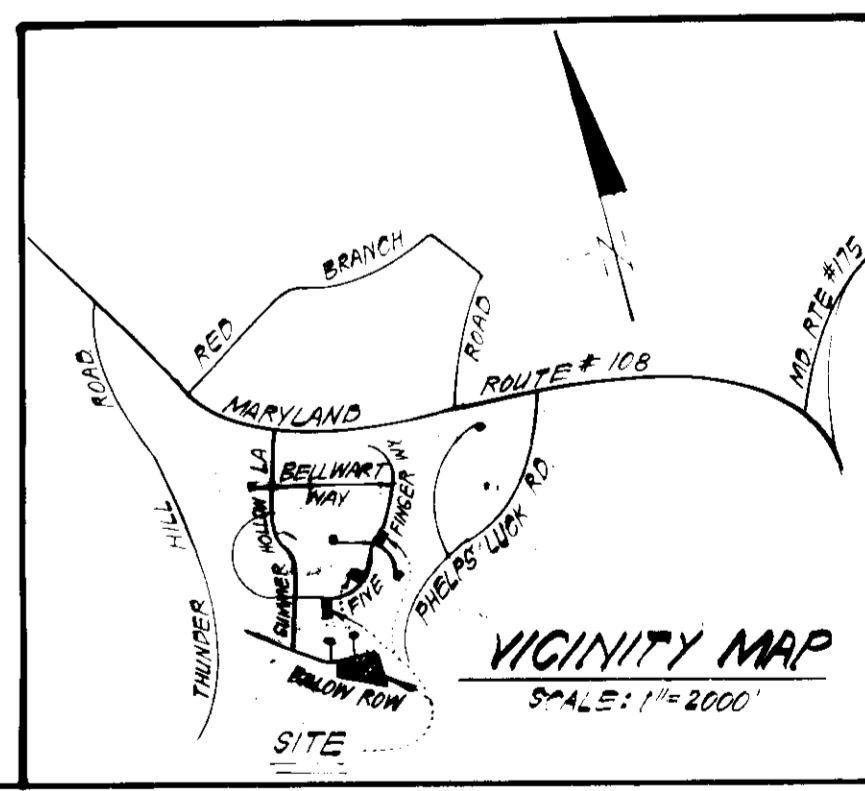 N
RED BRANCH ROAD
MD. RTE #175
ROUTE # 108
MARYLAND
THUNDER HILL ROAD
SUMMER HOLLOW LA
BELLWART
WAY
FIVE FINGER WY
PHELPS LUCK RD.
ROW
SITE
VICINITY MAP
SCALE: 1"=2000'